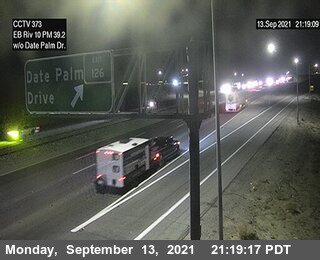 CCTV 373
EB Riv 10 PM 39.2
w/o Date Palm Dr.
13.Sep 2021 21:19:09
Date Palm
Drive
EXIT
126
Monday, September 13, 2021 21:19:17 PDT